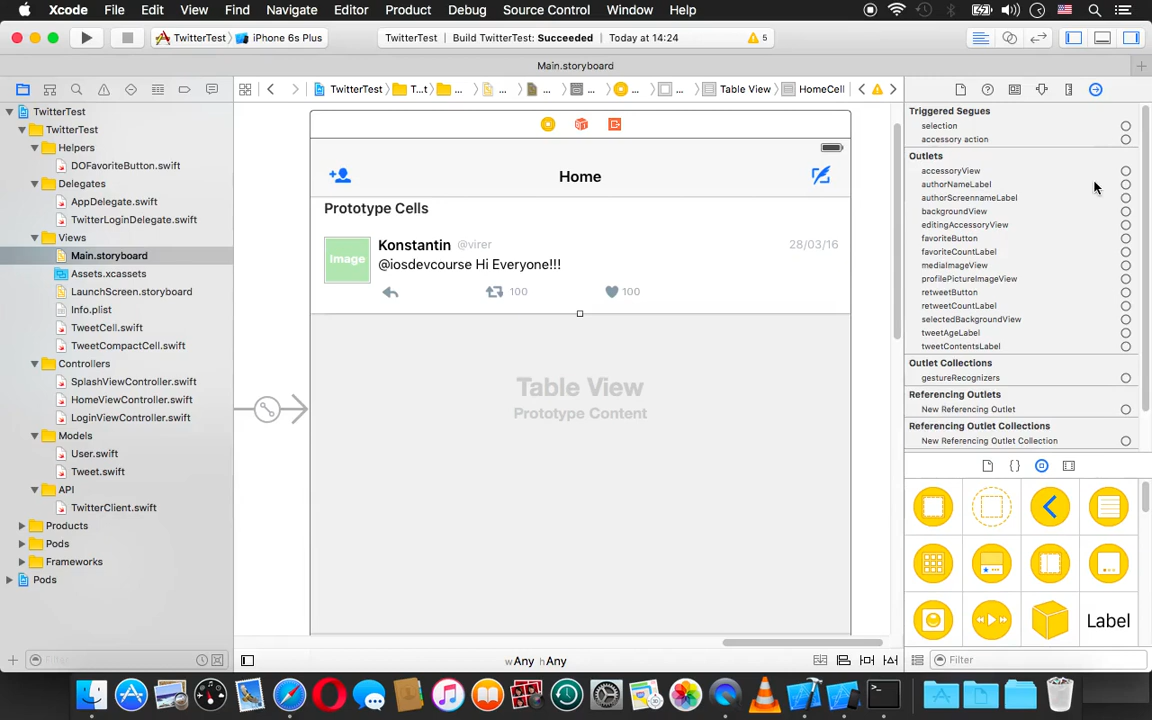 Xcode File Edit View Find Navigate Editor Product Debug Source Control Window Help
TwitterTest iPhone 6s Plus TwitterTest Build TwitterTest: Succeeded Today at 14:24 5
Main.storyboard
TwitterTest T...t ... ... ... ... ... ... ... Table View HomeCell
TwitterTest
TwitterTest
Helpers
DOFavoriteButton.swift
Delegates
AppDelegate.swift
TwitterLoginDelegate.swift
Views
Main.storyboard
Assets.xcassets
LaunchScreen.storyboard
Info.plist
TweetCell.swift
TweetCompactCell.swift
Controllers
SplashViewController.swift
HomeViewController.swift
LoginViewController.swift
Models
User.swift
Tweet.swift
API
TwitterClient.swift
Products
Pods
Frameworks
Pods
Filter
Home
Prototype Cells
Image
Konstantin @virer 28/03/16
@iosdevcourse Hi Everyone!!!
100 100
Table View
Prototype Content
wAny hAny
Triggered Segues
selection
accessory action
Outlets
accessoryView
authorNameLabel
authorScreennameLabel
backgroundView
editingAccessoryView
favoriteButton
favoriteCountLabel
mediaImageView
profilePictureImageView
retweetButton
retweetCountLabel
selectedBackgroundView
tweetAgeLabel
tweetContentsLabel
Outlet Collections
gestureRecognizers
Referencing Outlets
New Referencing Outlet
Referencing Outlet Collections
New Referencing Outlet Collection
Label
Filter